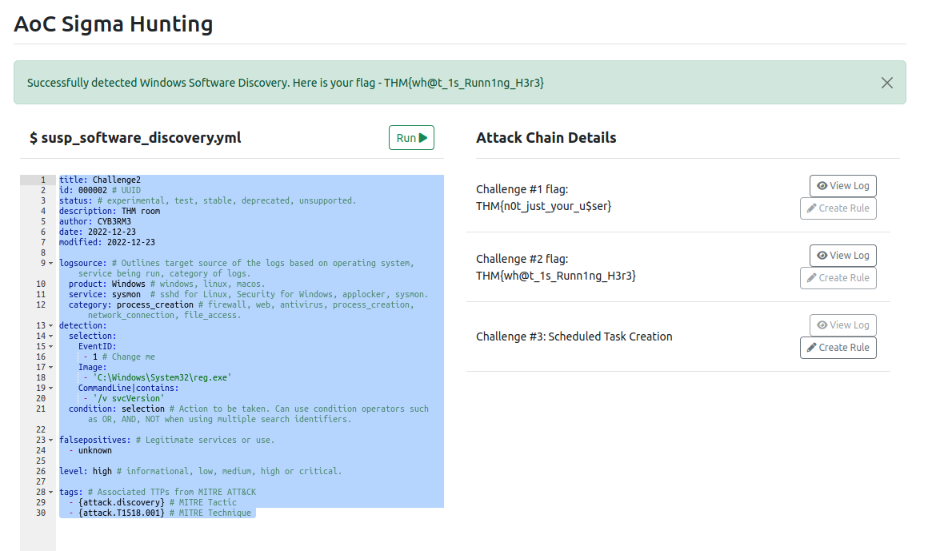 AoC Sigma Hunting
Successfully detected Windows Software Discovery. Here is your flag - THM{wh@t_1s_Runn1ng_H3r3}
$ susp_software_discovery.yml
Run
1 title: Challenge2
2 id: 000002 # UUID
3 status: # experimental, test, stable, deprecated, unsupported.
4 description: THM room
5 author: CYB3RM3
6 date: 2022-12-23
7 modified: 2022-12-23
8
9 logsource: # Outlines target source of the logs based on operating system,
service being run, category of logs.
10 product: Windows # windows, linux, macos.
11 service: sysmon # sshd for Linux, Security for Windows, applocker, sysmon.
12 category: process_creation # firewall, web, antivirus, process_creation,
network_connection, file_access.
13 detection:
14 selection:
15 EventID:
16 - 1 # Change me
17 Image:
18 - 'C:\Windows\System32\reg.exe'
19 CommandLine|contains:
20 - '/v svcVersion'
21 condition: selection # Action to be taken. Can use condition operators such
as OR, AND, NOT when using multiple search identifiers.
22
23 falsepositives: # Legitimate services or use.
24 - unknown
25
26 level: high # informational, low, medium, high or critical.
27
28 tags: # Associated TTPs from MITRE ATT&CK
29 - {attack.discovery} # MITRE Tactic
30 - {attack.T1518.001} # MITRE Technique
Attack Chain Details
Challenge #1 flag:
THM{n0t_just_your_u$ser}
View Log
Create Rule
Challenge #2 flag:
THM{wh@t_1s_Runn1ng_H3r3}
View Log
Create Rule
Challenge #3: Scheduled Task Creation
View Log
Create Rule